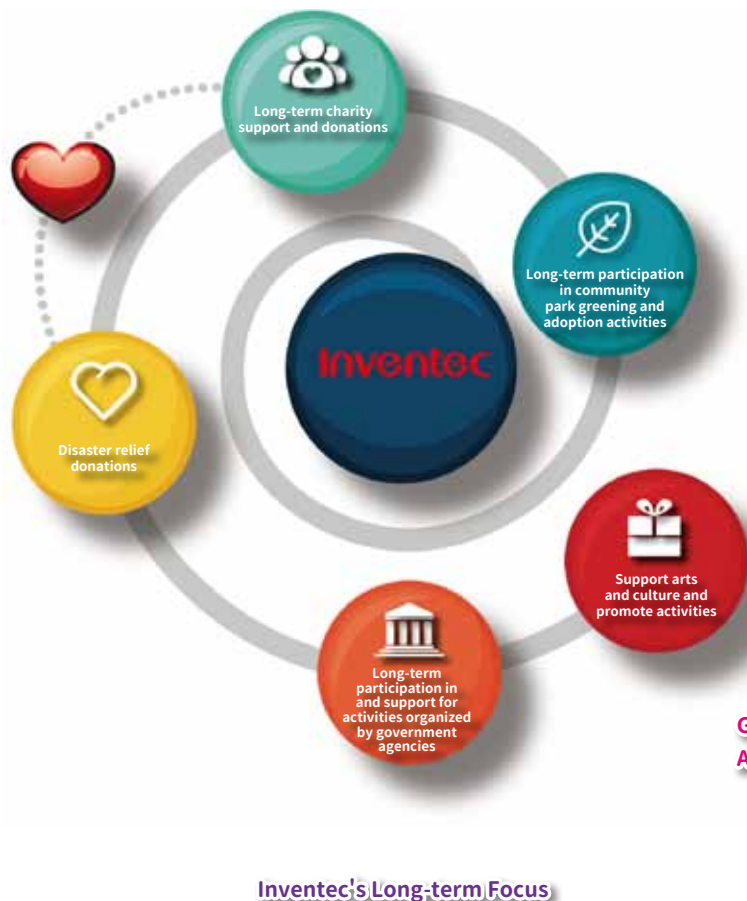 Long-term charity
support and donations
Long-term participation
in community
park greening and
adoption activities
Inventec
Disaster relief
donations
Support arts
and culture and
promote activities
Long-term
participation in
and support for
activities organized
by government
agencies
G
A
Inventec's Long-term Focus